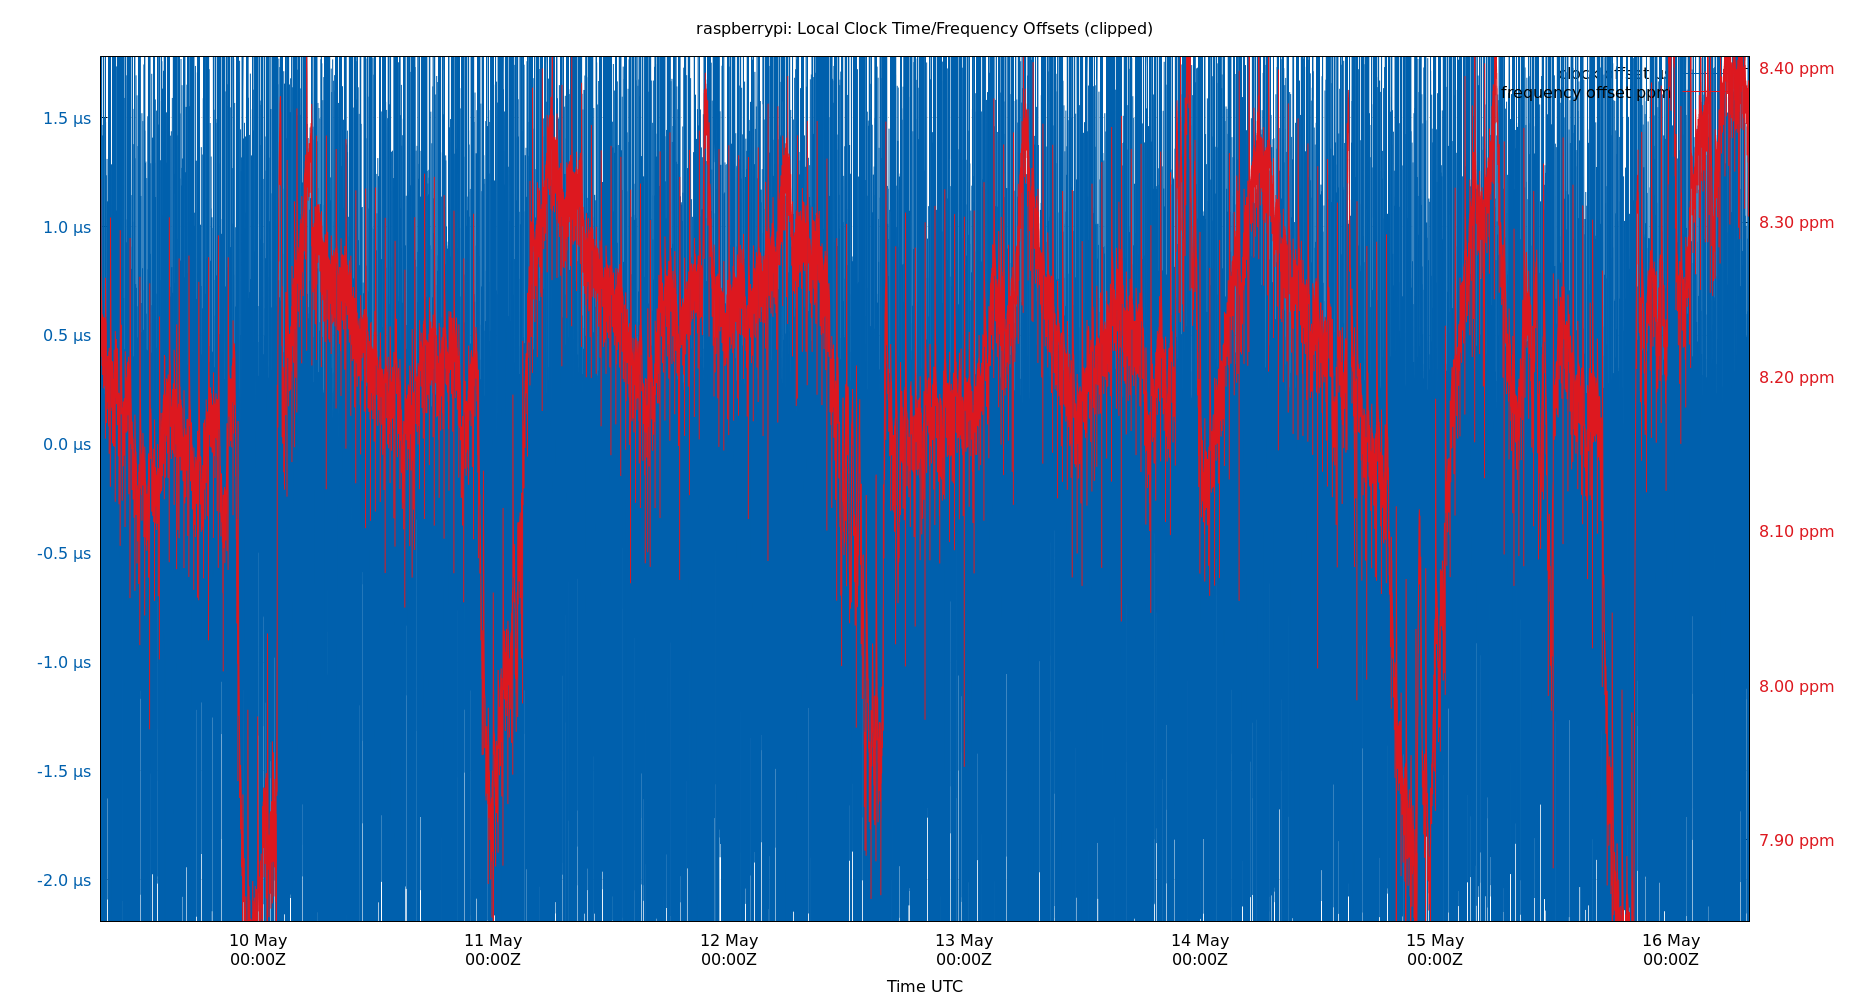 raspberrypi: Local Clock Time/Frequency Offsets (clipped)
clock offset µs
frequency offset ppm
1.5 µs
1.0 µs
0.5 µs
0.0 µs
-0.5 µs
-1.0 µs
-1.5 µs
-2.0 µs
8.40 ppm
8.30 ppm
8.20 ppm
8.10 ppm
8.00 ppm
7.90 ppm
10 May 11 May 12 May 13 May 14 May 15 May 16 May
00:00Z 00:00Z 00:00Z 00:00Z 00:00Z 00:00Z 00:00Z
Time UTC